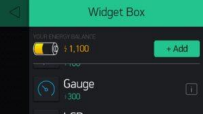 Widget Box
YOUR ENERGY BALANCE
1,100
+ Add
Gauge
300